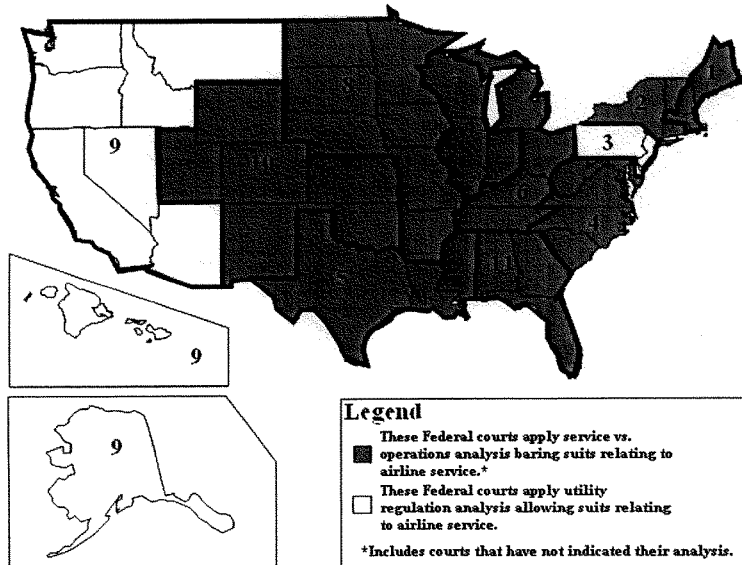 1
2
8
9
3
10
6
4
5
11
9
9
Legend
These Federal courts apply service vs.
operations analysis baring suits relating to
airline service.*
These Federal courts apply utility
regulation analysis allowing suits relating
to airline service.
*Includes courts that have not indicated their analysis.